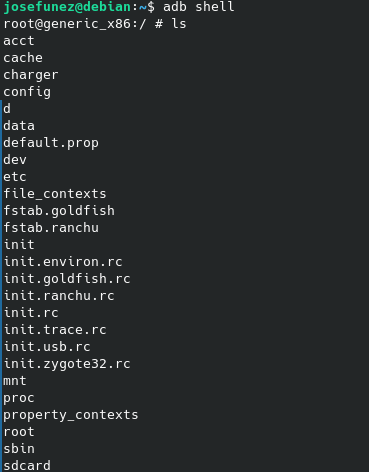 josefunez@debian:~$ adb shell
root@generic_x86:/ # ls
acct
cache
charger
config
d
data
default.prop
dev
etc
file_contexts
fstab.goldfish
fstab.ranchu
init
init.environ.rc
init.goldfish.rc
init.ranchu.rc
init.rc
init.trace.rc
init.usb.rc
init.zygote32.rc
mnt
proc
property_contexts
root
sbin
sdcard